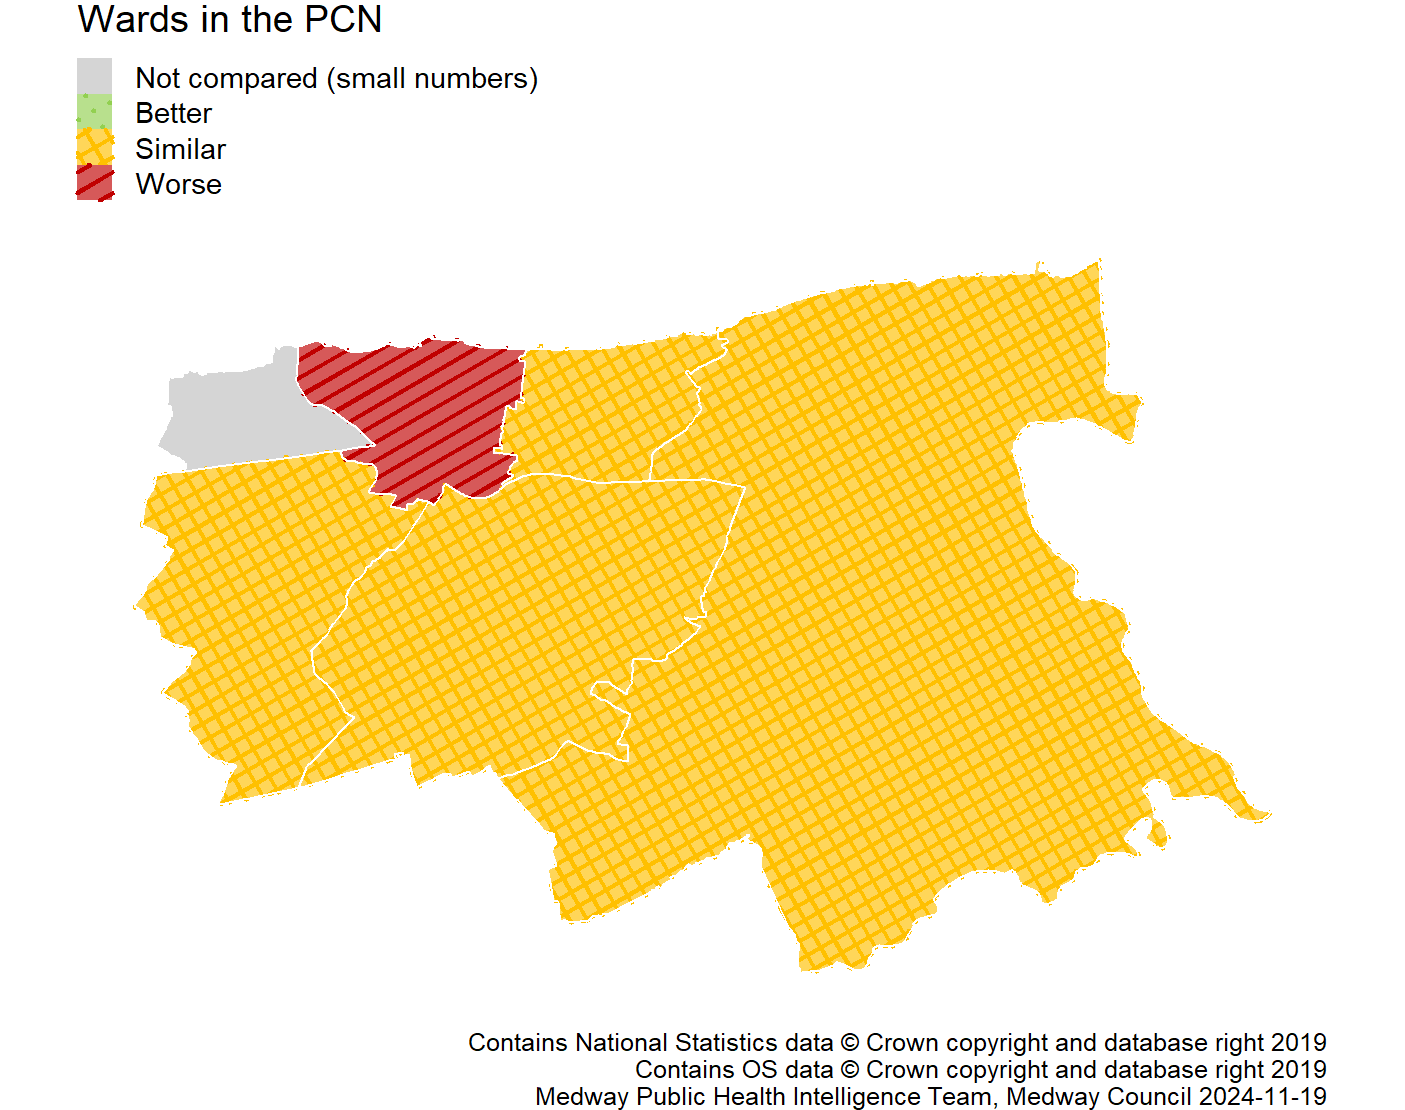 Wards in the PCN
Not compared (small numbers)
Better
Similar
Worse
Contains National Statistics data © Crown copyright and database right 2019
Contains OS data © Crown copyright and database right 2019
Medway Public Health Intelligence Team, Medway Council 2024-11-19